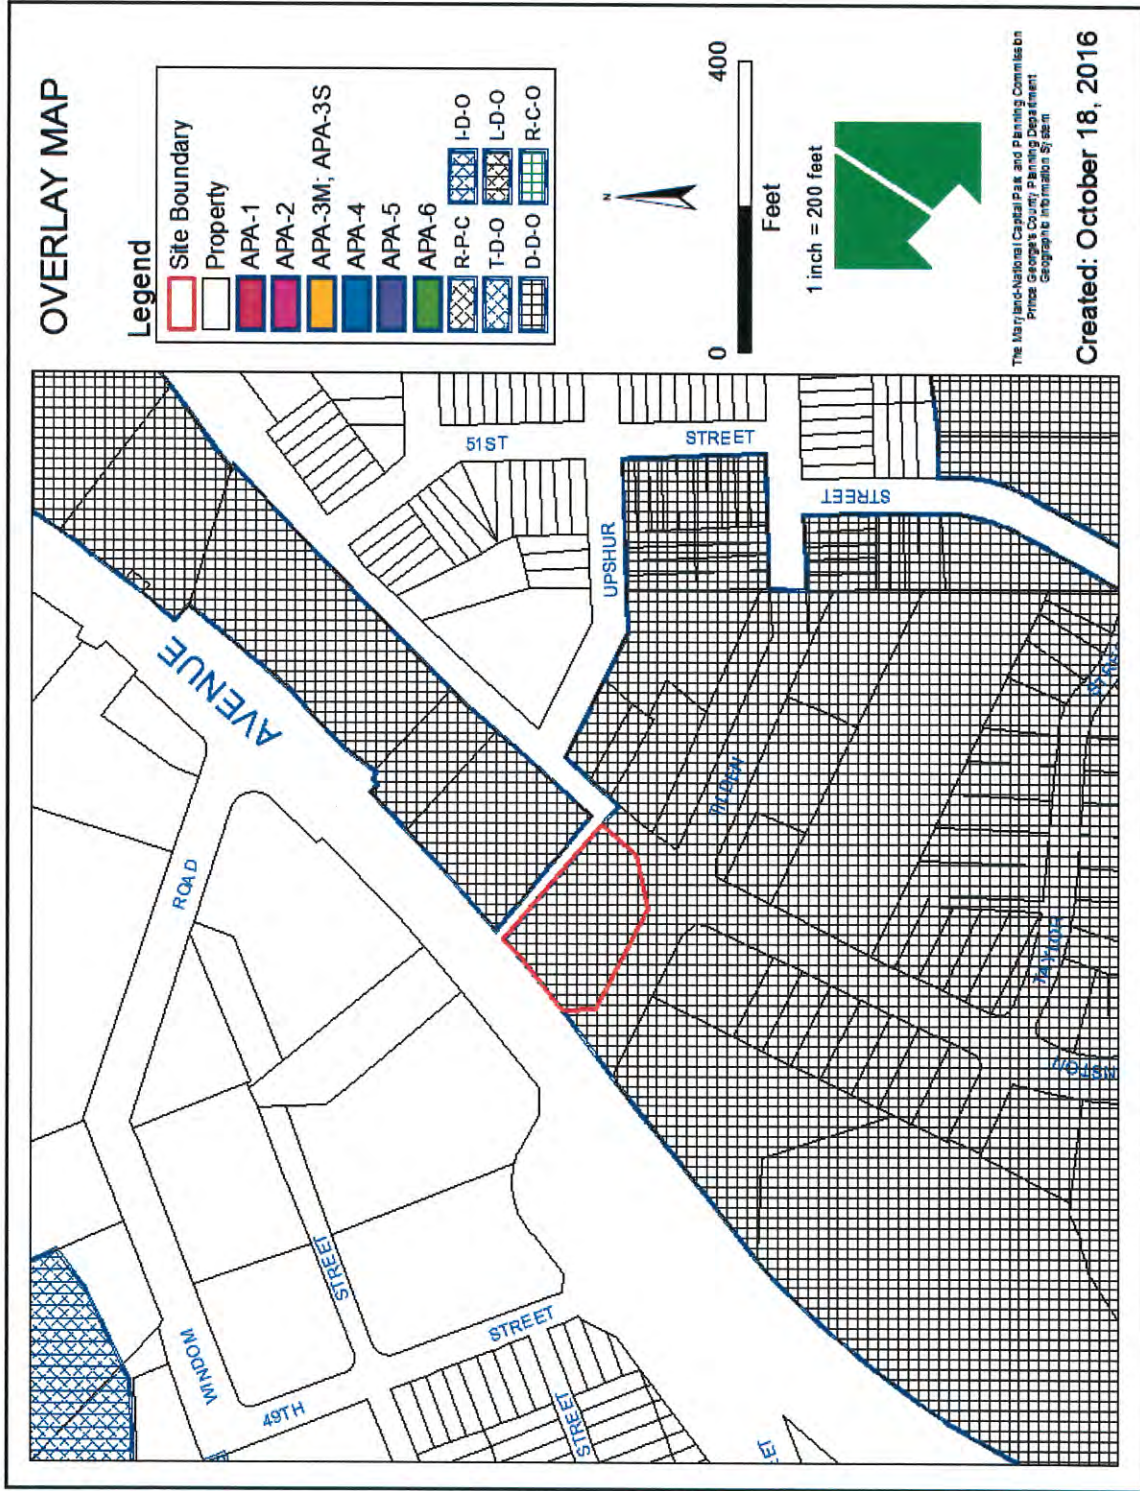 OVERLAY MAP
Legend
Site Boundary
Property
APA-1
APA-2
APA-3M; APA-3S
APA-4
APA-5
APA-6
R-P-C
I-D-O
T-D-O
L-D-O
D-D-O
R-C-O
N
0
400
Feet
1 inch = 200 feet
The Maryland-National Capital Park and Planning Commission
Prince George's County Planning Department
Geographic Information System
Created: October 18, 2016
AVENUE
ROAD
WINDOM
STREET
49TH
STREET
STREET
51ST
STREET
UPSHUR
STREET
TILDEN
TAYLOR